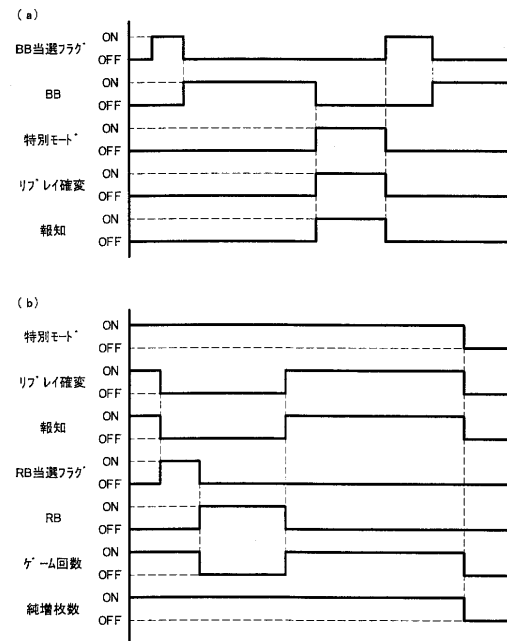 (a)
BB当選フラグ ON
OFF
BB ON
OFF
特別モード ON
OFF
リプレイ確変 ON
OFF
報知 ON
OFF
(b)
特別モード ON
OFF
リプレイ確変 ON
OFF
報知 ON
OFF
RB当選フラグ ON
OFF
RB ON
OFF
ゲーム回数 ON
OFF
純増枚数 ON
OFF